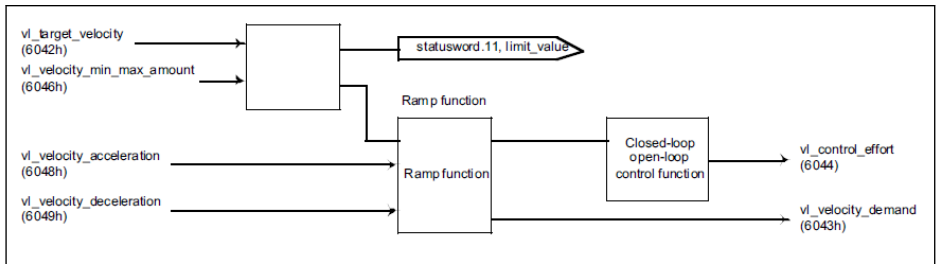 vl_target_velocity
(6042h)
vl_velocity_min_max_amount
(6046h)
statusword.11, limit_value
Ramp function
vl_velocity_acceleration
(6048h)
vl_velocity_deceleration
(6049h)
Ramp function
Closed-loop
open-loop
control function
vl_control_effort
(6044)
vl_velocity_demand
(6043h)